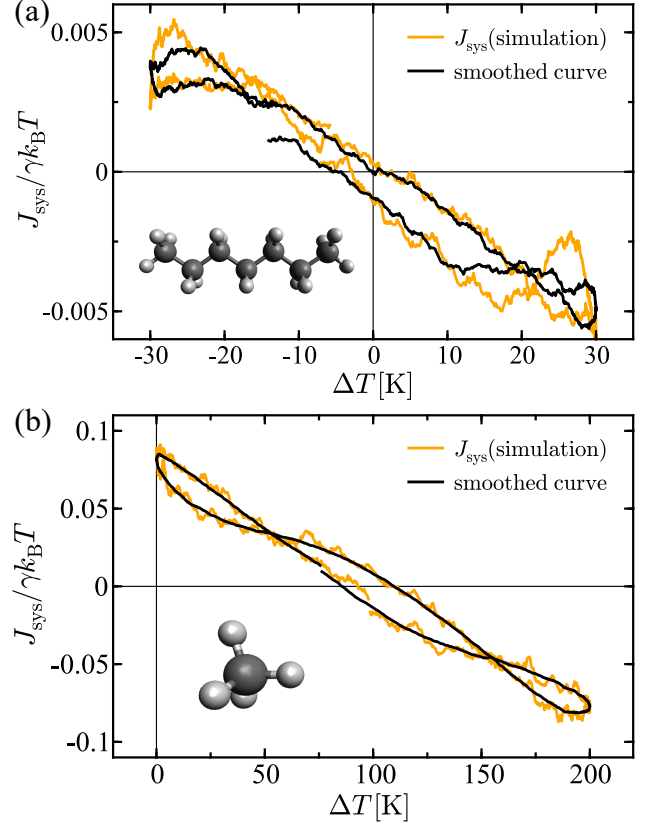 (a)
0.005
0
-0.005
J_sys/γk_BT
J_sys(simulation)
smoothed curve
-30 -20 -10 0 10 20 30
ΔT[K]
(b)
0.1
0.05
0
-0.05
-0.1
J_sys/γk_BT
J_sys(simulation)
smoothed curve
0 50 100 150 200
ΔT[K]